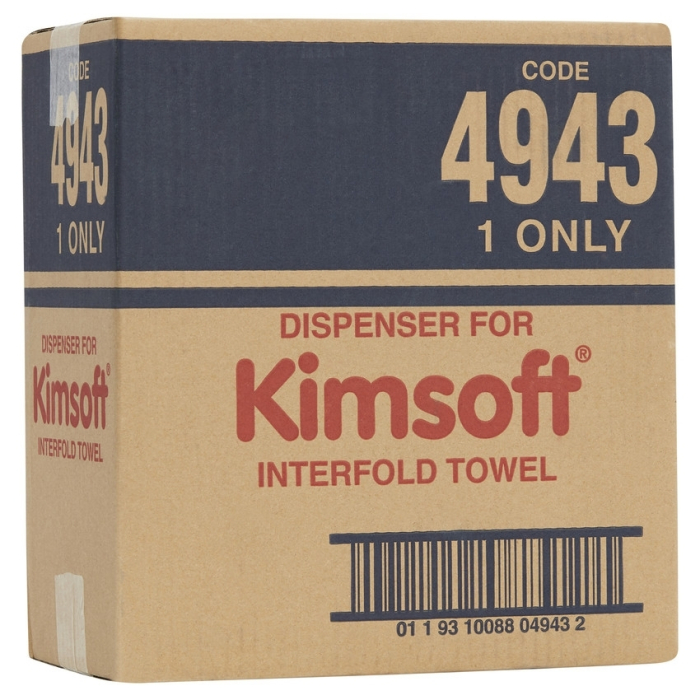 CODE
4943
1 ONLY
DISPENSER FOR
Kimsoft®
INTERFOLD TOWEL
CODE
4943
1 ONLY
DISPENSER FOR
Kimsoft®
INTERFOLD TOWEL
01 1 93 10088 04943 2